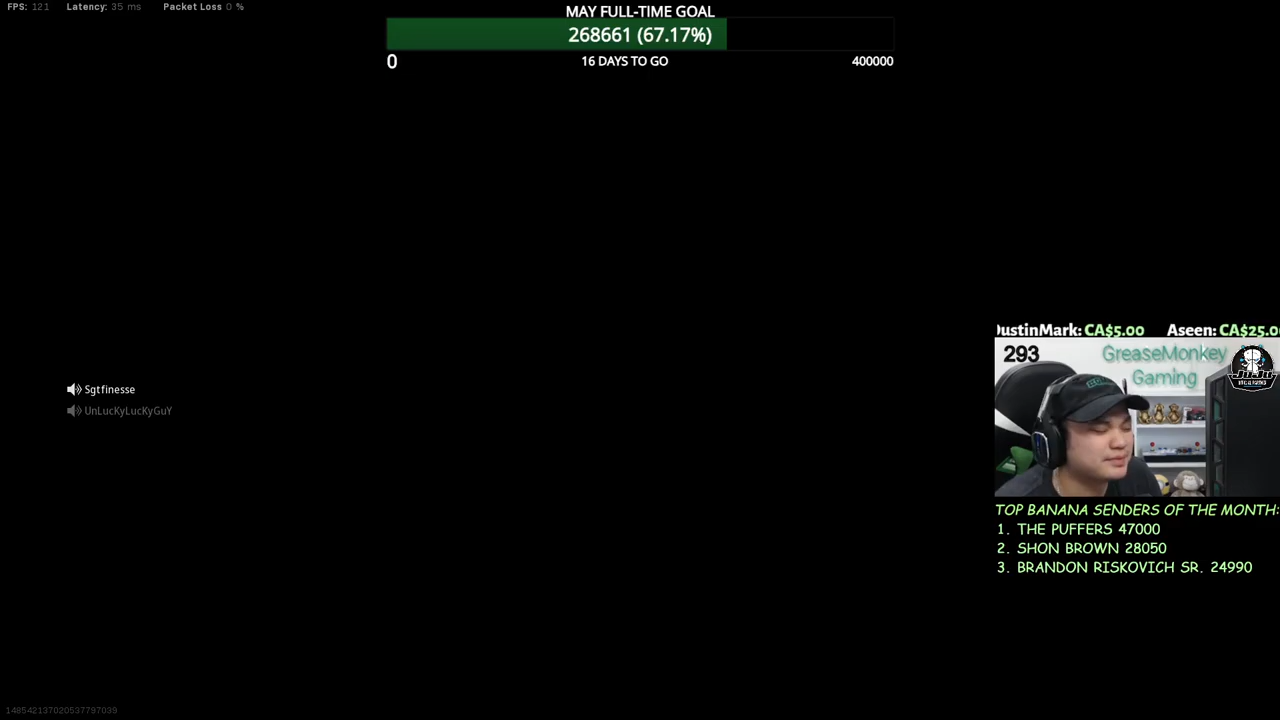 FPS: 121 Latency: 35 ms Packet Loss 0 %
MAY FULL-TIME GOAL
268661 (67.17%)
0 16 DAYS TO GO 400000
JustinMark: CA$5.00 Aseen: CA$25.0
293 GreaseMonkey
Gaming
Sgtfinesse
UnLucKyLucKyGuY
TOP BANANA SENDERS OF THE MONTH:
1. THE PUFFERS 47000
2. SHON BROWN 28050
3. BRANDON RISKOVICH SR. 24990
148542137020537797039